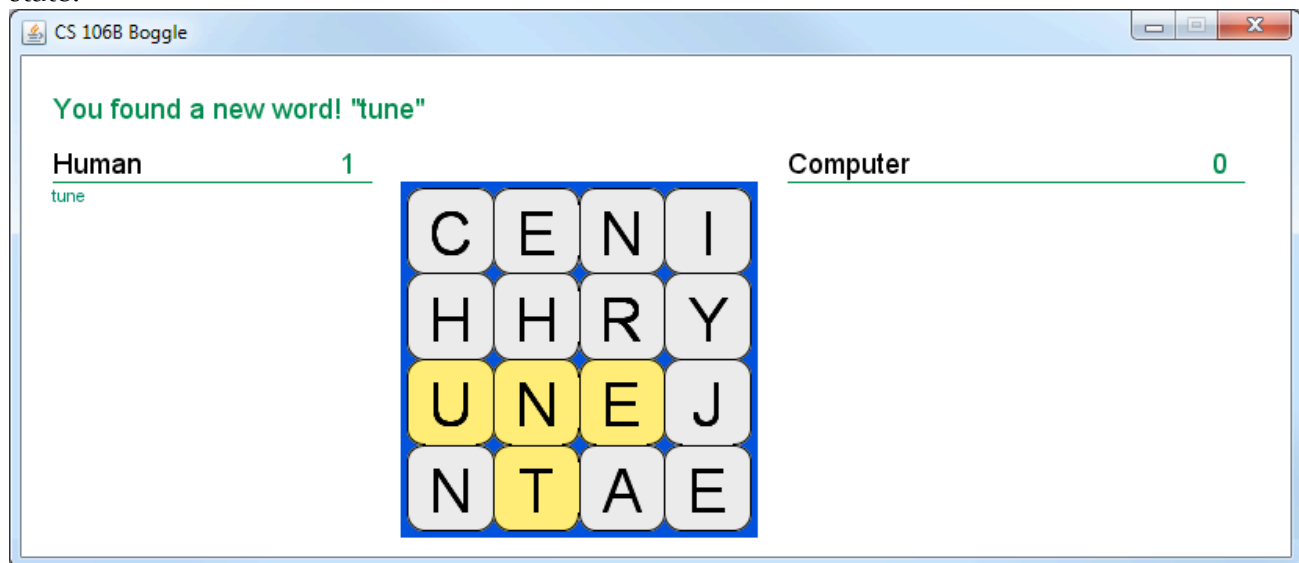 CS 106B Boggle
You found a new word! "tune"
Human 1
Computer 0
tune
C E N I
H H R Y
U N E J
N T A E